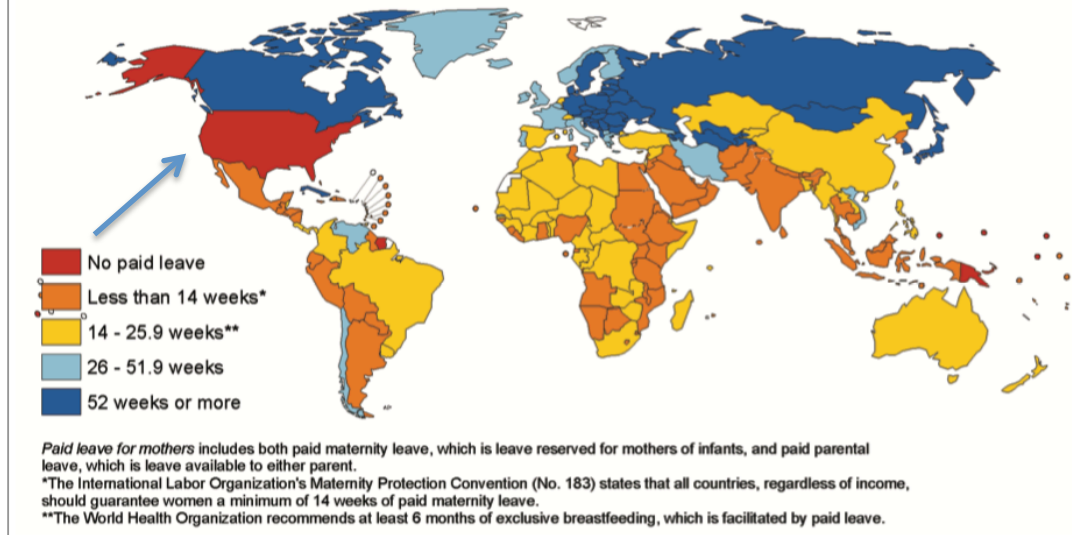 No paid leave
Less than 14 weeks*
14 - 25.9 weeks**
26 - 51.9 weeks
52 weeks or more
Paid leave for mothers includes both paid maternity leave, which is leave reserved for mothers of infants, and paid parental
leave, which is leave available to either parent.
*The International Labor Organization's Maternity Protection Convention (No. 183) states that all countries, regardless of income,
should guarantee women a minimum of 14 weeks of paid maternity leave.
**The World Health Organization recommends at least 6 months of exclusive breastfeeding, which is facilitated by paid leave.